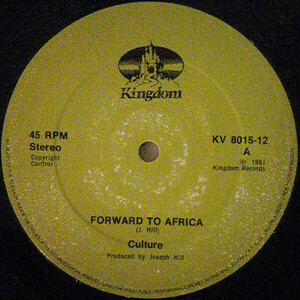 Kingdom
45 RPM
Stereo
Copyright
Control
KV 8015-12
A
℗ 1981
Kingdom Records
FORWARD TO AFRICA
(J. Hill)
Culture
Produced by Joseph Hill